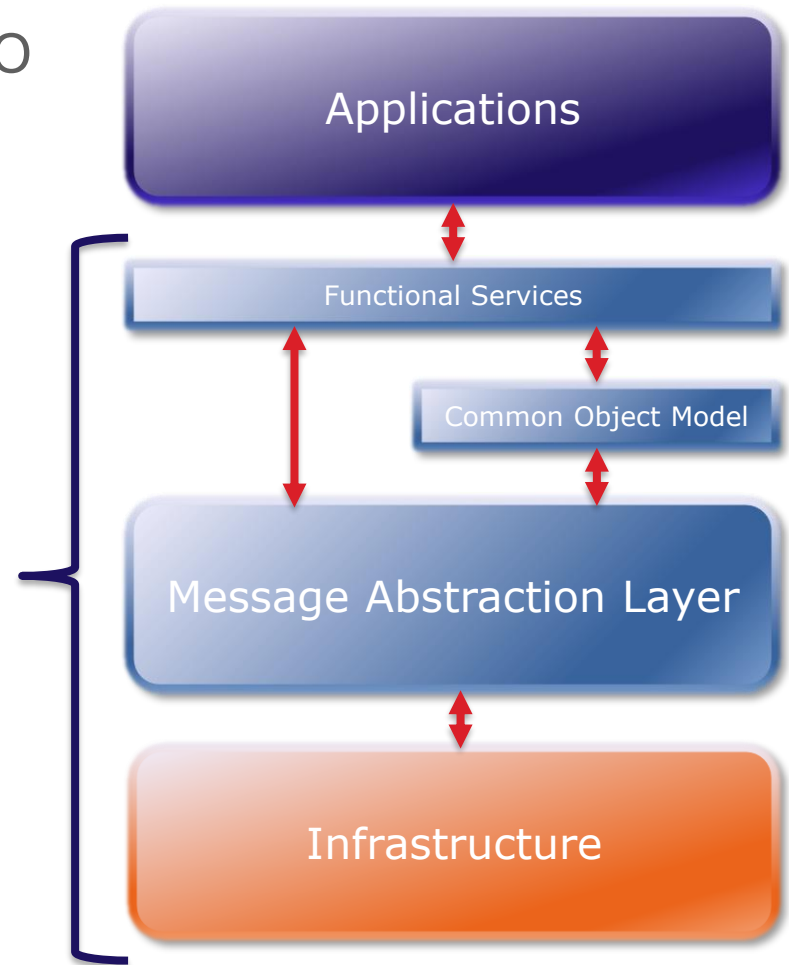 o
Applications
Functional Services
Common Object Model
Message Abstraction Layer
Infrastructure